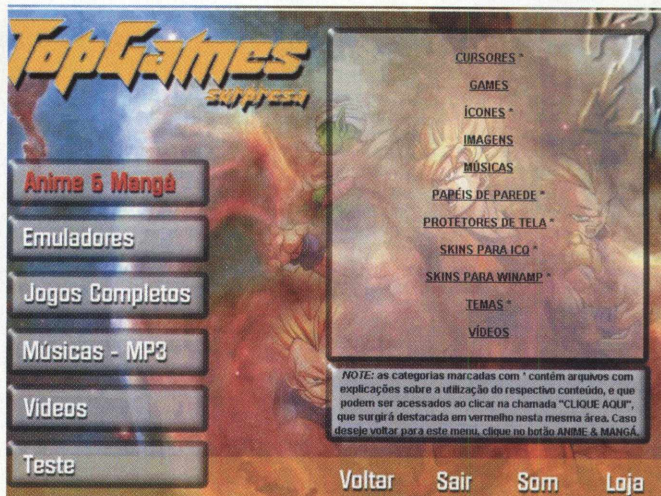 TopGames
surpresa
Anime & Mangá
Emuladores
Jogos Completos
Músicas - MP3
Vídeos
Teste
CURSORES *
GAMES
ÍCONES *
IMAGENS
MÚSICAS
PAPÉIS DE PAREDE *
PROTETORES DE TELA *
SKINS PARA ICQ *
SKINS PARA WINAMP *
TEMAS *
VÍDEOS
NOTE: as categorias marcadas com * contém arquivos com
explicações sobre a utilização do respectivo conteúdo, e que
podem ser acessados ao clicar na chamada "CLIQUE AQUI",
que surgirá destacada em vermelho nesta mesma área. Caso
deseje voltar para este menu, clique no botão ANIME & MANGÁ.
Voltar Sair Som Loja